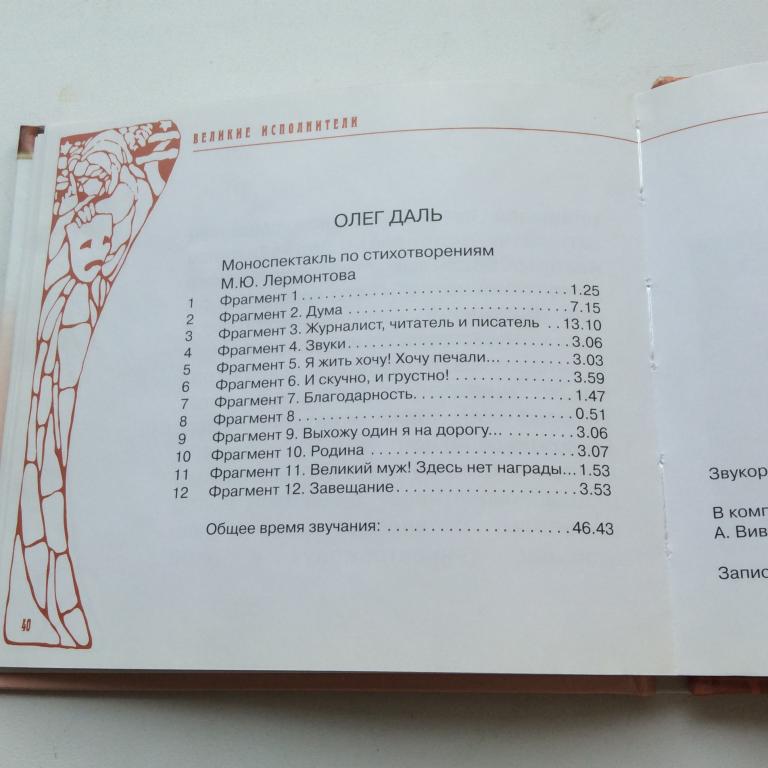 ВЕЛИКИЕ ИСПОЛНИТЕЛИ
ОЛЕГ ДАЛЬ
Моноспектакль по стихотворениям
М.Ю. Лермонтова
1 Фрагмент 1 1.25
2 Фрагмент 2. Дума 7.15
3 Фрагмент 3. Журналист, читатель и писатель 13.10
4 Фрагмент 4. Звуки 3.06
5 Фрагмент 5. Я жить хочу! Хочу печали... 3.03
6 Фрагмент 6. И скучно, и грустно! 3.59
7 Фрагмент 7. Благодарность 1.47
8 Фрагмент 8 0.51
9 Фрагмент 9. Выхожу один я на дорогу... 3.06
10 Фрагмент 10. Родина 3.07
11 Фрагмент 11. Великий муж! Здесь нет награды... 1.53
12 Фрагмент 12. Завещание 3.53
Общее время звучания: 46.43
40
Звукор
В комп
А. Вив
Запис